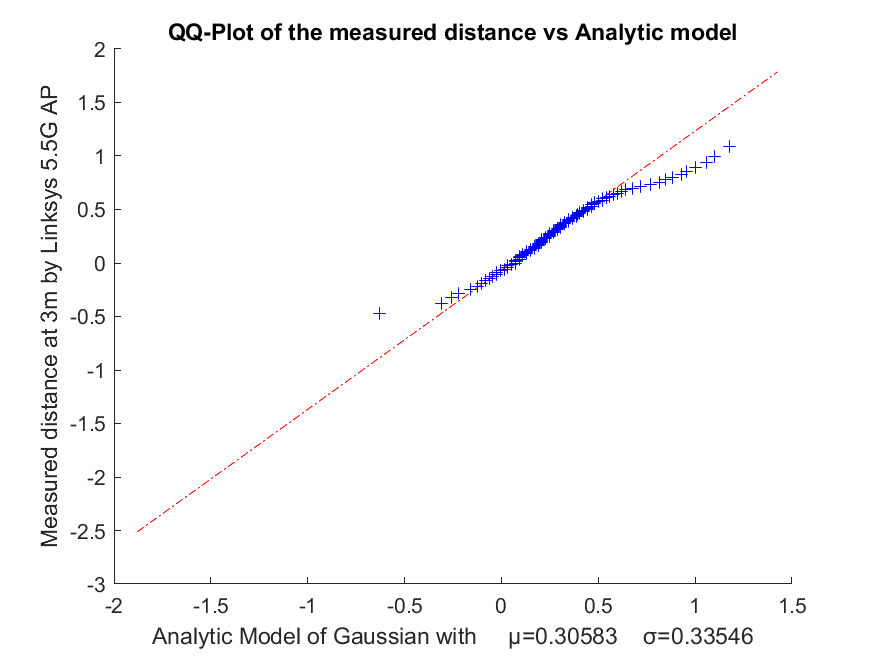 QQ-Plot of the measured distance vs Analytic model
Measured distance at 3m by Linksys 5.5G AP
2
1.5
1
0.5
0
-0.5
-1
-1.5
-2
-2.5
-3
-2 -1.5 -1 -0.5 0 0.5 1 1.5
Analytic Model of Gaussian with μ=0.30583 σ=0.33546